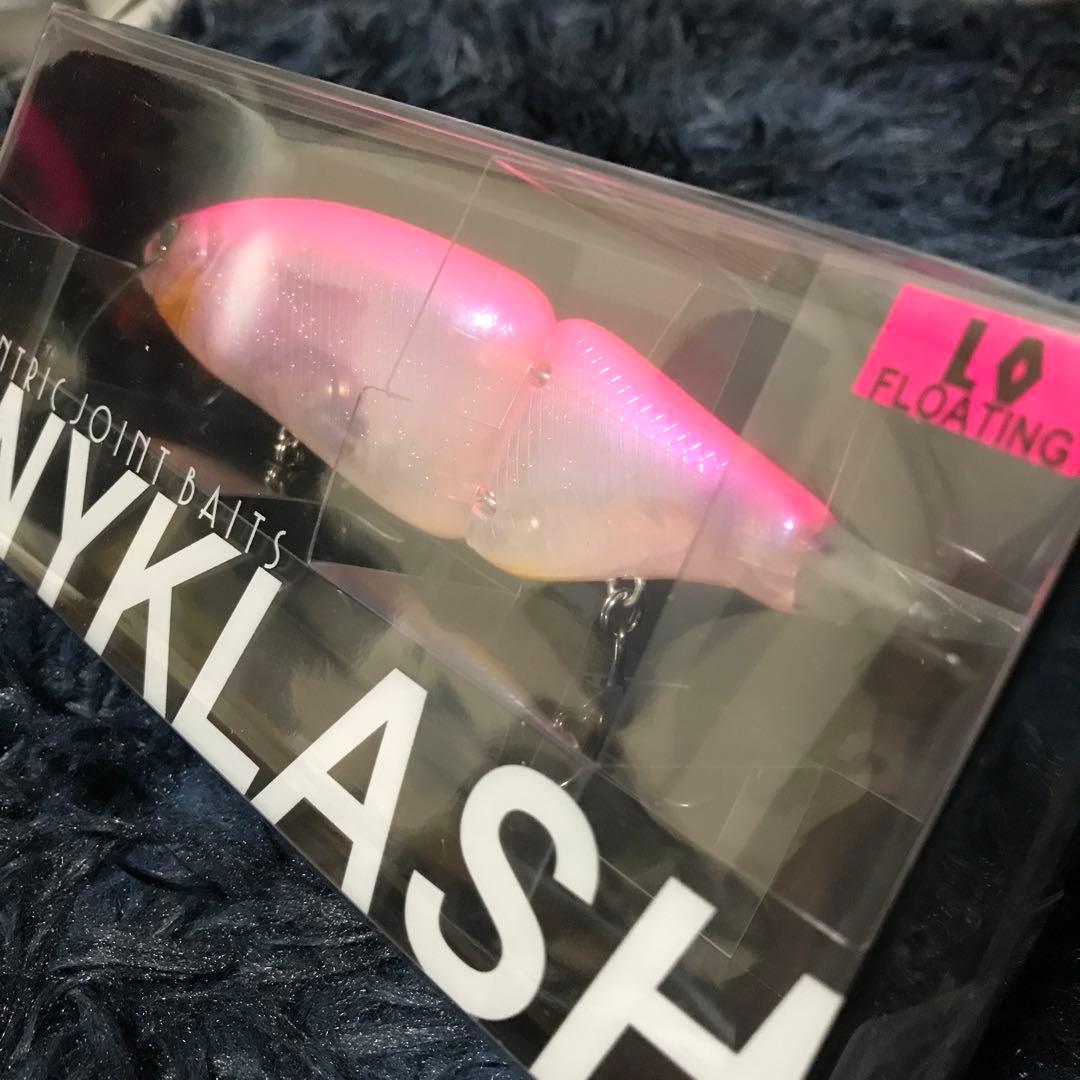 NTRIC JOINT BAITS
NYKLASH
LO
FLOATING